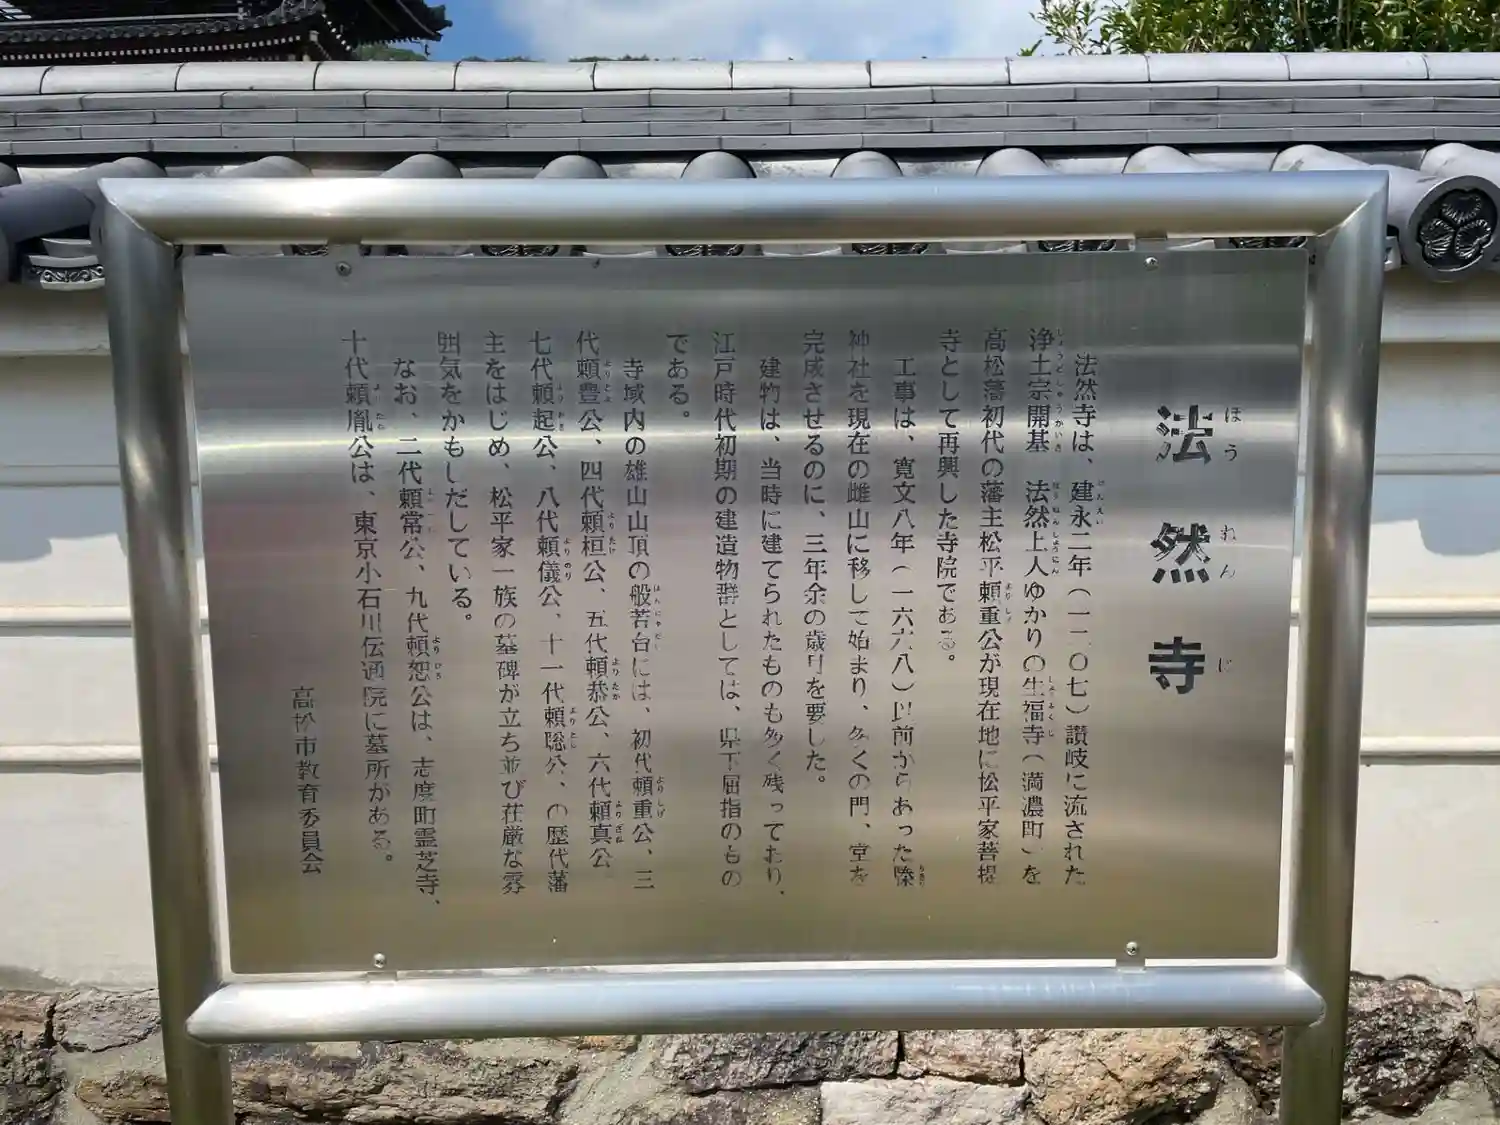 法然寺
法然寺は、建永二年(一二〇七)讃岐に流された
浄土宗開基　法然上人ゆかりの生福寺(満濃町)を
高松藩初代の藩主松平頼重公が現在地に松平家菩提
寺として再興した寺院である。
工事は、寛文八年(一六六八)以前からあった隣
神社を現在の雌山に移して始まり、多くの門、堂を
完成させるのに、三年余の歳月を要した。
建物は、当時に建てられたものも多く残っており、
江戸時代初期の建造物群としては、県下屈指のもの
である。
寺域内の雄山山頂の般若台には、初代頼重公、三
代頼豊公、四代頼桓公、五代頼恭公、六代頼真公
七代頼起公、八代頼儀公、十一代頼聡公、の歴代藩
主をはじめ、松平家一族の墓碑が立ち並び荘厳な雰
囲気をかもしだしている。
なお、二代頼常公、九代頼恕公は、志度町霊芝寺、
十代頼胤公は、東京小石川伝通院に墓所がある。
高松市教育委員会